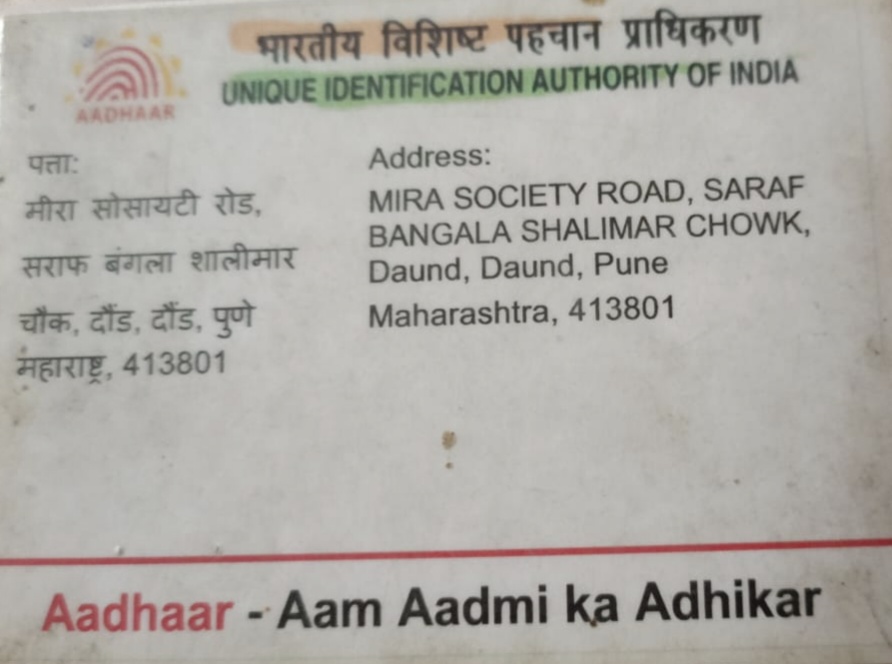 भारतीय विशिष्ट पहचान प्राधिकरण
UNIQUE IDENTIFICATION AUTHORITY OF INDIA
AADHAAR
पत्ता:
मीरा सोसायटी रोड,
सराफ बंगला शालीमार
चौक, दौंड, दौंड, पुणे
महाराष्ट्र, 413801
Address:
MIRA SOCIETY ROAD, SARAF
BANGALA SHALIMAR CHOWK,
Daund, Daund, Pune
Maharashtra, 413801
Aadhaar - Aam Aadmi ka Adhikar